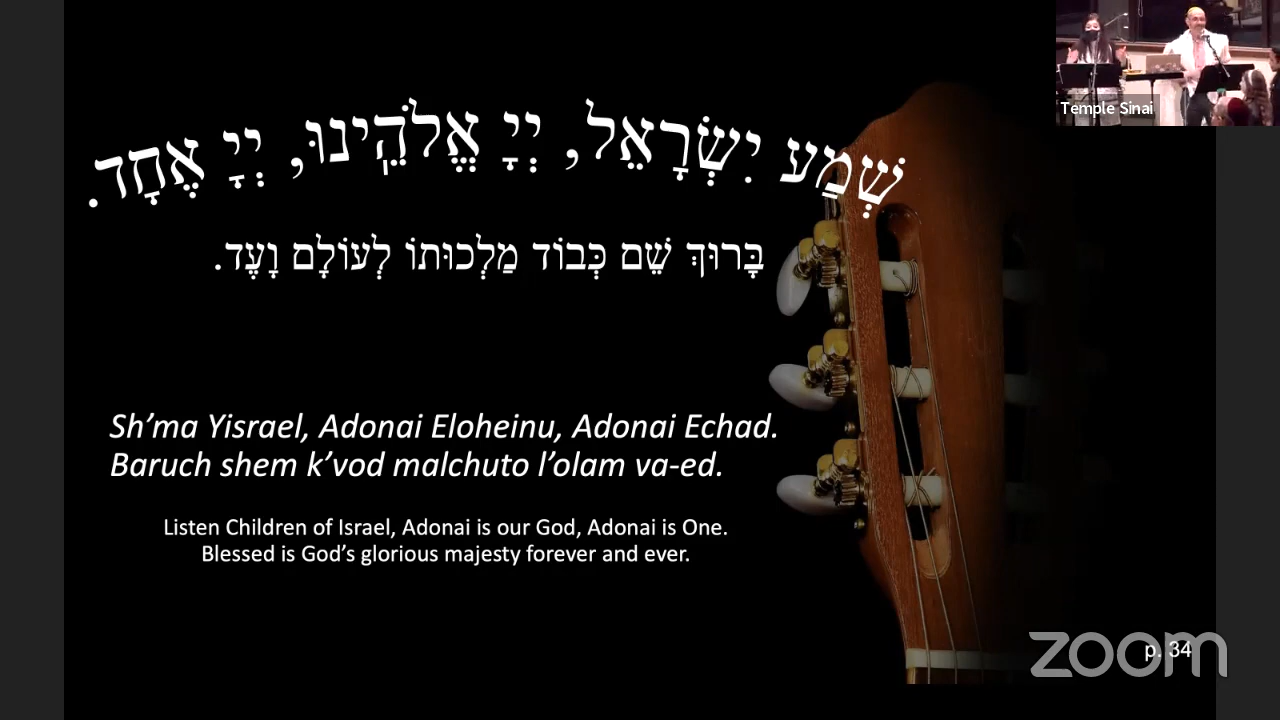 Temple Sinai
שְׁמַע יִשְׂרָאֵל, יְיָ אֱלֹהֵינוּ, יְיָ אֶחָד.
בָּרוּךְ שֵׁם כְּבוֹד מַלְכוּתוֹ לְעוֹלָם וָעֶד.
Sh’ma Yisrael, Adonai Eloheinu, Adonai Echad.
Baruch shem k’vod malchuto l’olam va-ed.
Listen Children of Israel, Adonai is our God, Adonai is One.
Blessed is God’s glorious majesty forever and ever.
p. 34
zoom